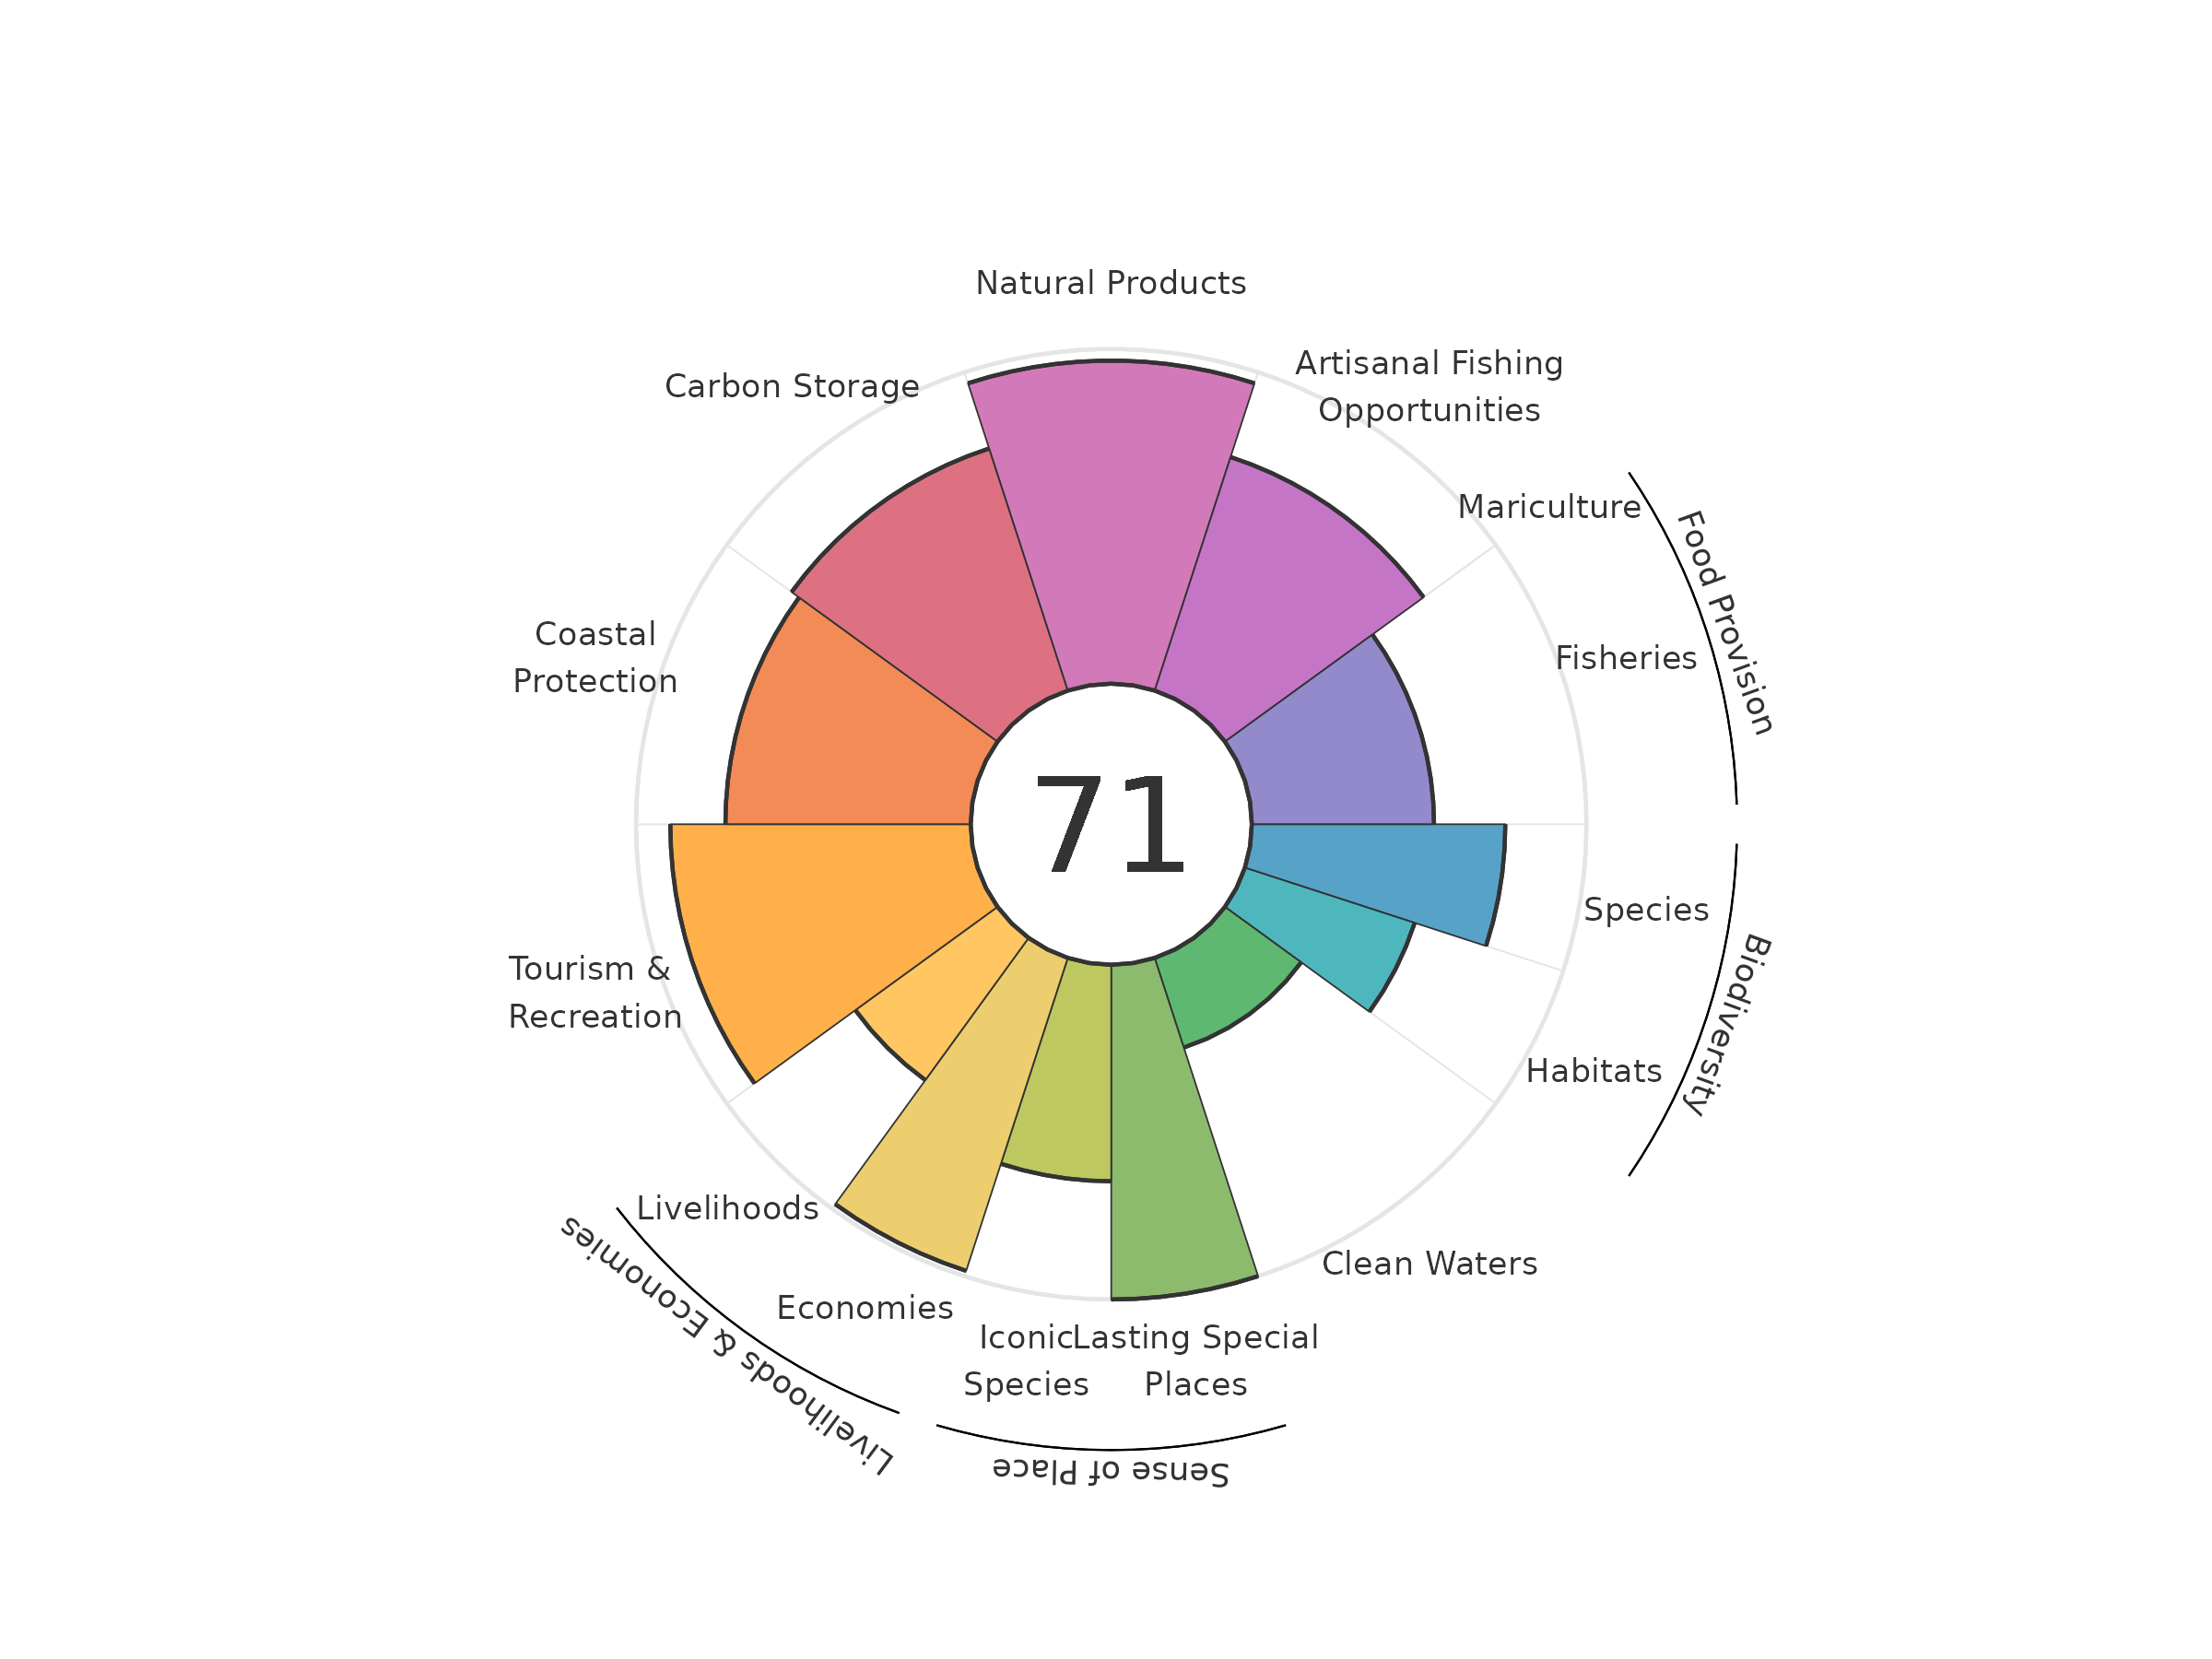 Natural Products
Artisanal Fishing
Opportunities
Carbon Storage
Mariculture
Food Provision
Fisheries
Coastal
Protection
71
Species
Biodiversity
Habitats
Tourism &
Recreation
Livelihoods
Clean Waters
Economies
Livelihoods & Economies
Iconic
Species
Lasting Special
Places
Sense of Place